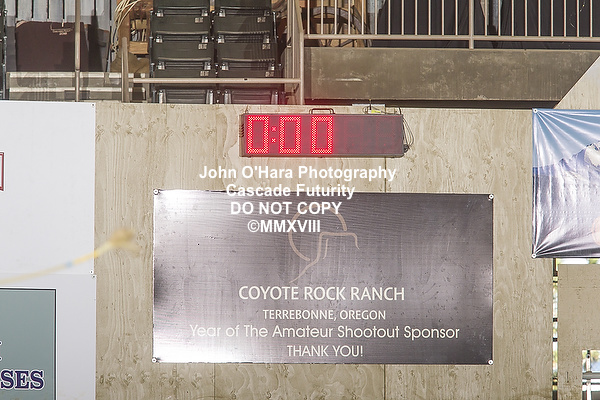 0:00
John O'Hara Photography
Cascade Futurity
DO NOT COPY
©MMXVIII
COYOTE ROCK RANCH
TERREBONNE, OREGON
Year of The Amateur Shootout Sponsor
THANK YOU!
SES